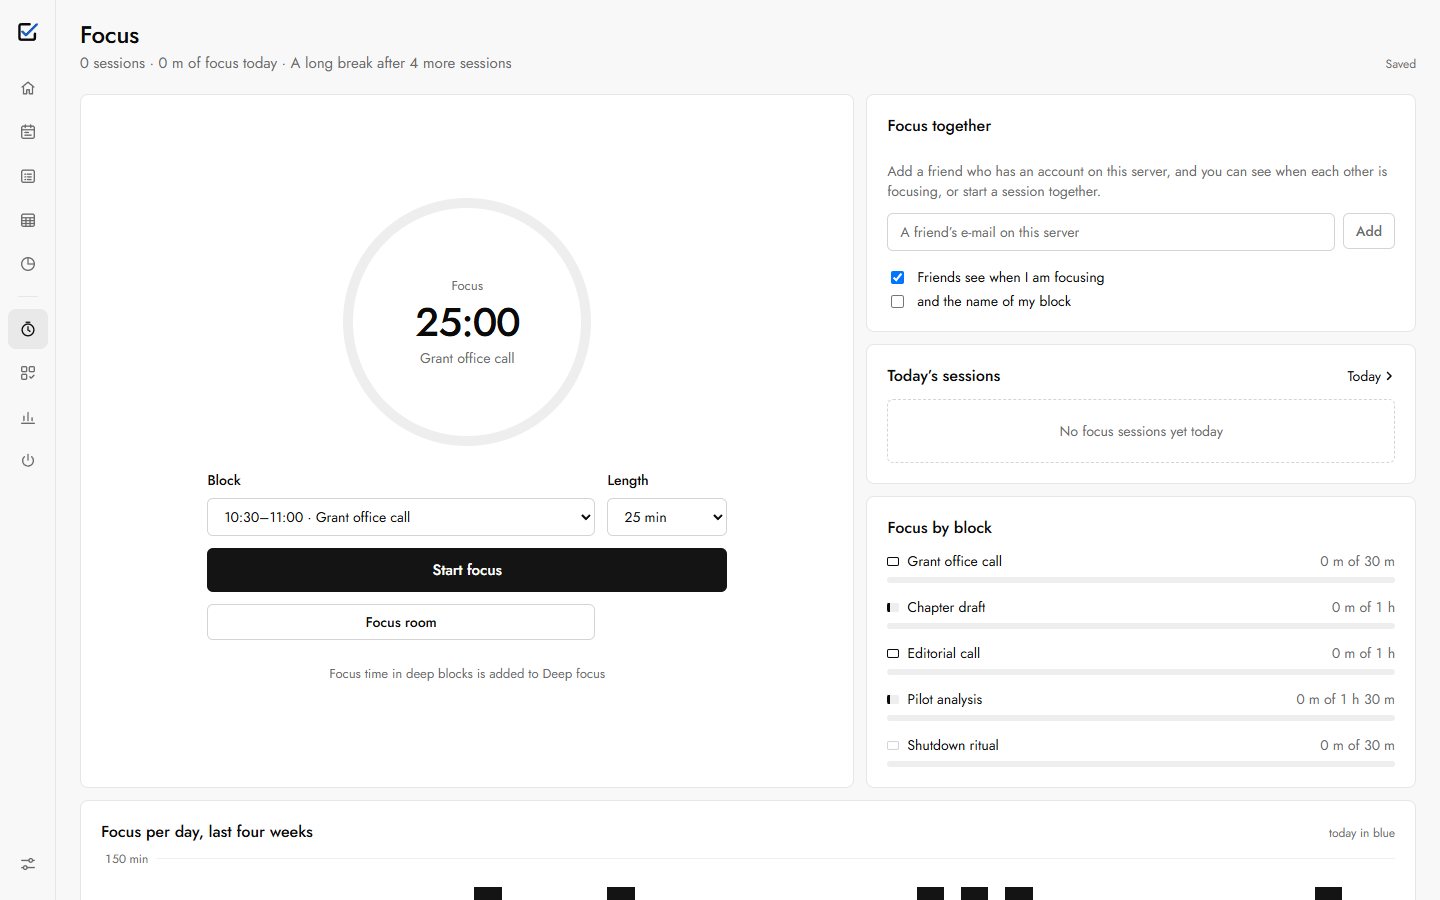 Focus
0 sessions · 0 m of focus today · A long break after 4 more sessions
Saved
Focus
25:00
Grant office call
Block
Length
10:30–11:00 · Grant office call
25 min
Start focus
Focus room
Focus time in deep blocks is added to Deep focus
Focus together
Add a friend who has an account on this server, and you can see when each other is
focusing, or start a session together.
A friend's e-mail on this server
Add
Friends see when I am focusing
and the name of my block
Today's sessions
Today
No focus sessions yet today
Focus by block
Grant office call 0 m of 30 m
Chapter draft 0 m of 1 h
Editorial call 0 m of 1 h
Pilot analysis 0 m of 1 h 30 m
Shutdown ritual 0 m of 30 m
Focus per day, last four weeks
today in blue
150 min